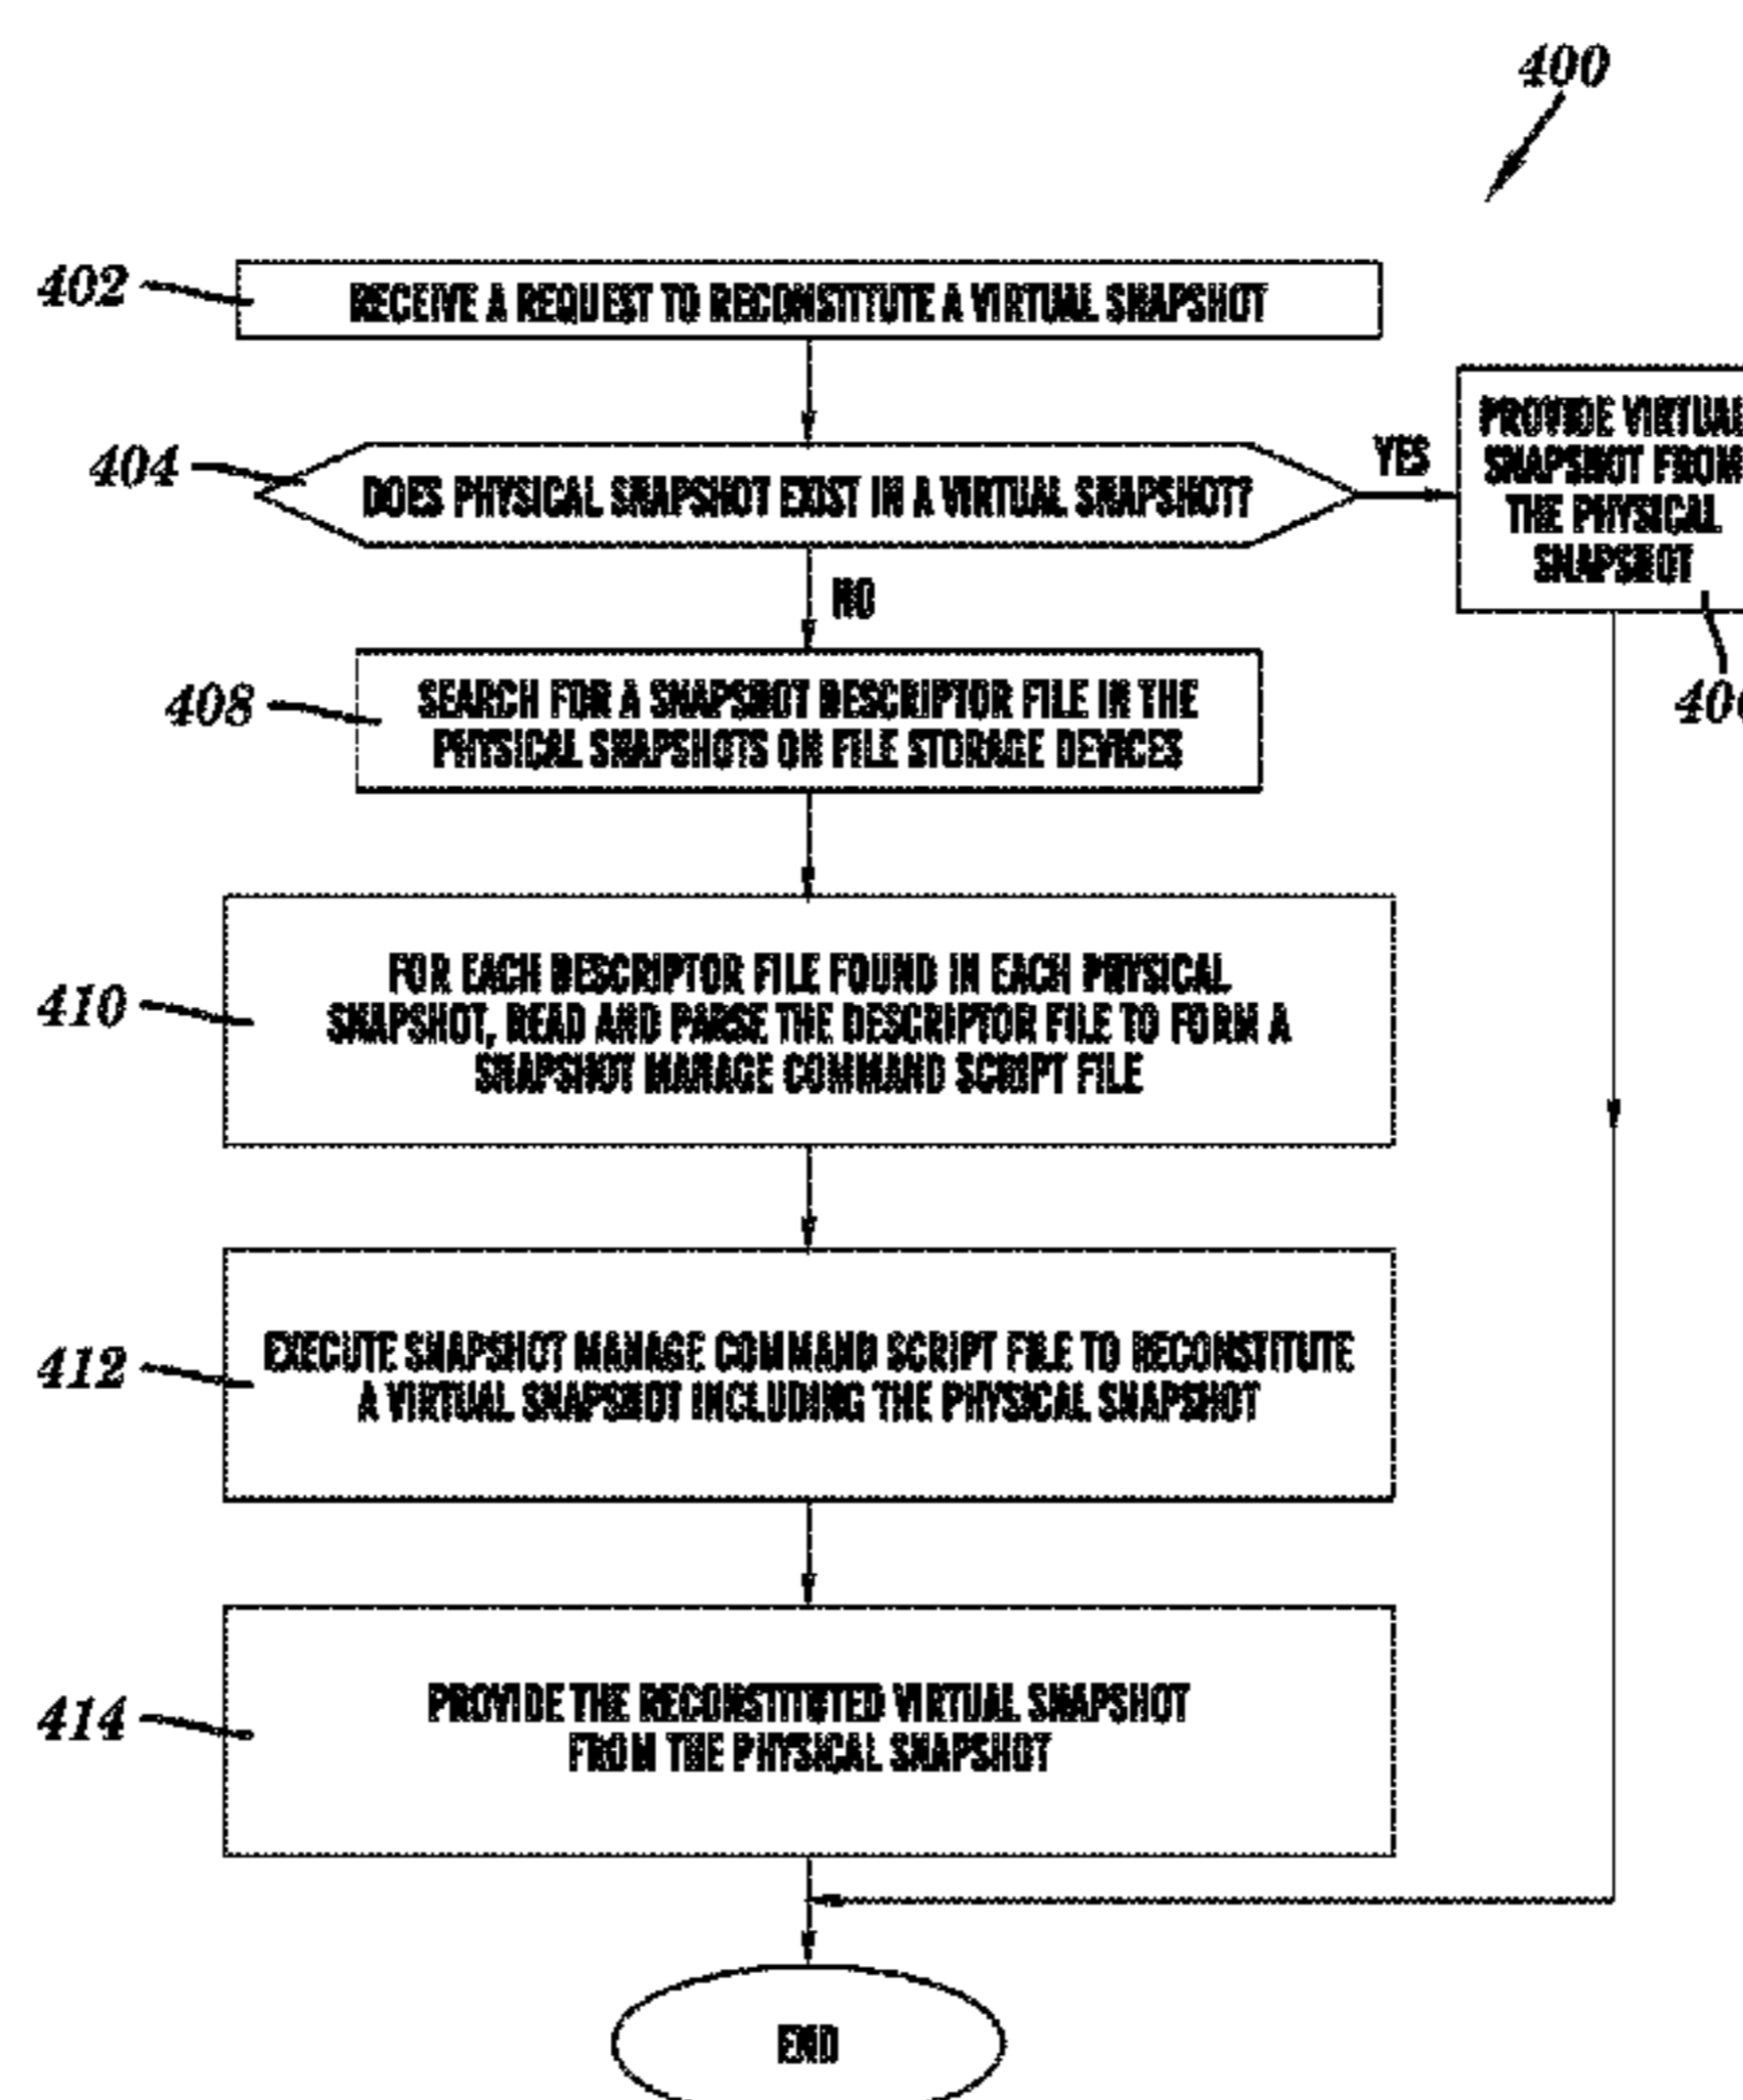 400
402
RECEIVE A REQUEST TO RECONSTITUTE A VIRTUAL SNAPSHOT
404
DOES PHYSICAL SNAPSHOT EXIST IN A VIRTUAL SNAPSHOT?
YES
PROVIDE VIRTUAL
SNAPSHOT FROM
THE PHYSICAL
SNAPSHOT
NO
408
SEARCH FOR A SNAPSHOT DESCRIPTOR FILE IN THE
PHYSICAL SNAPSHOTS ON FILE STORAGE DEVICES
410
FOR EACH DESCRIPTOR FILE FOUND IN EACH PHYSICAL
SNAPSHOT, READ AND PARSE THE DESCRIPTOR FILE TO FORM A
SNAPSHOT MANAGE COMMAND SCRIPT FILE
412
EXECUTE SNAPSHOT MANAGE COMMAND SCRIPT FILE TO RECONSTITUTE
A VIRTUAL SNAPSHOT INCLUDING THE PHYSICAL SNAPSHOT
414
PROVIDE THE RECONSTITUTED VIRTUAL SNAPSHOT
FROM THE PHYSICAL SNAPSHOT
END